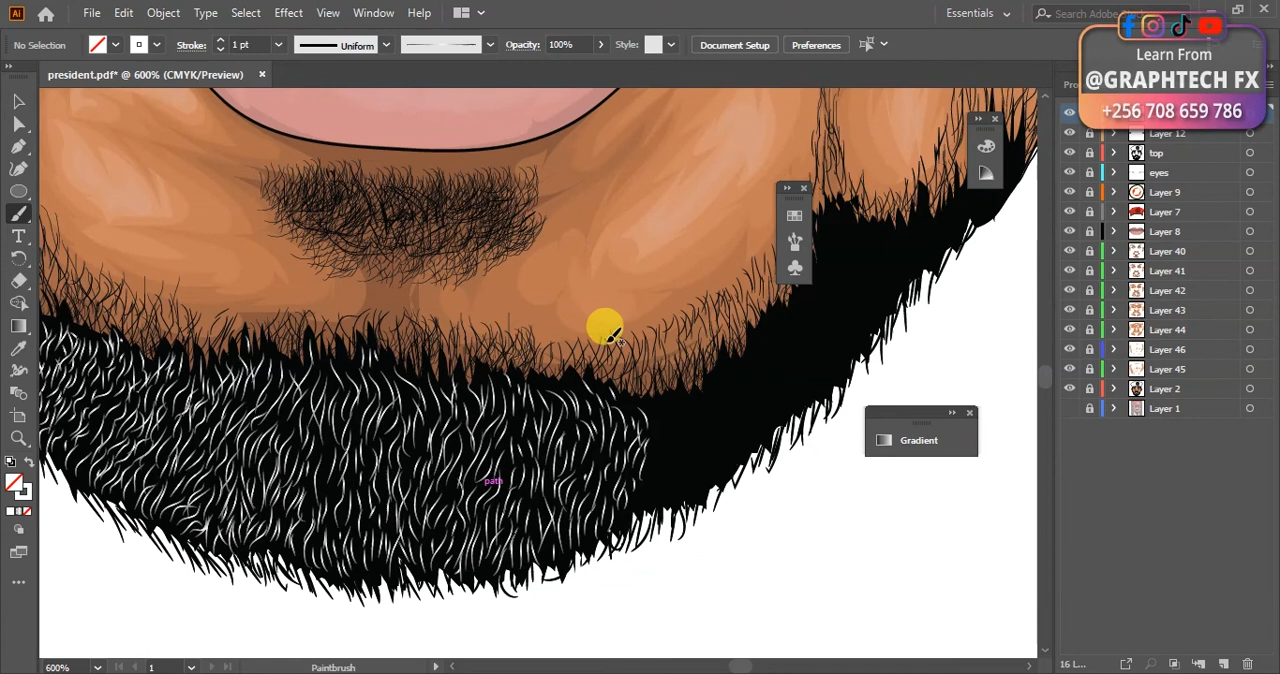 Ai File Edit Object Type Select Effect View Window Help Essentials Search Adobe Stock
No Selection Stroke: 1 pt Uniform Opacity: 100% Style: Document Setup Preferences
president.pdf* @ 600% (CMYK/Preview)
Learn From
@GRAPHTECH FX
+256 708 659 786
Layer 12
top
eyes
Layer 9
Layer 7
Layer 8
Layer 40
Layer 41
Layer 42
Layer 43
Layer 44
Layer 46
Layer 45
Layer 2
Layer 1
Gradient
path
600% 1 Paintbrush 16 L...